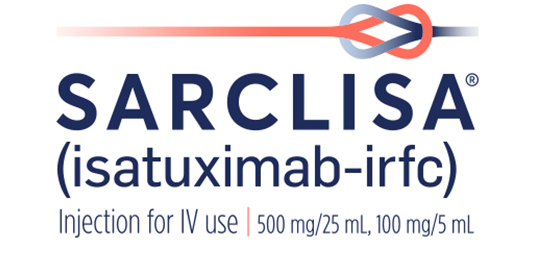 SARCLISA®
(isatuximab-irfc)
Injection for IV use | 500 mg/25 mL, 100 mg/5 mL